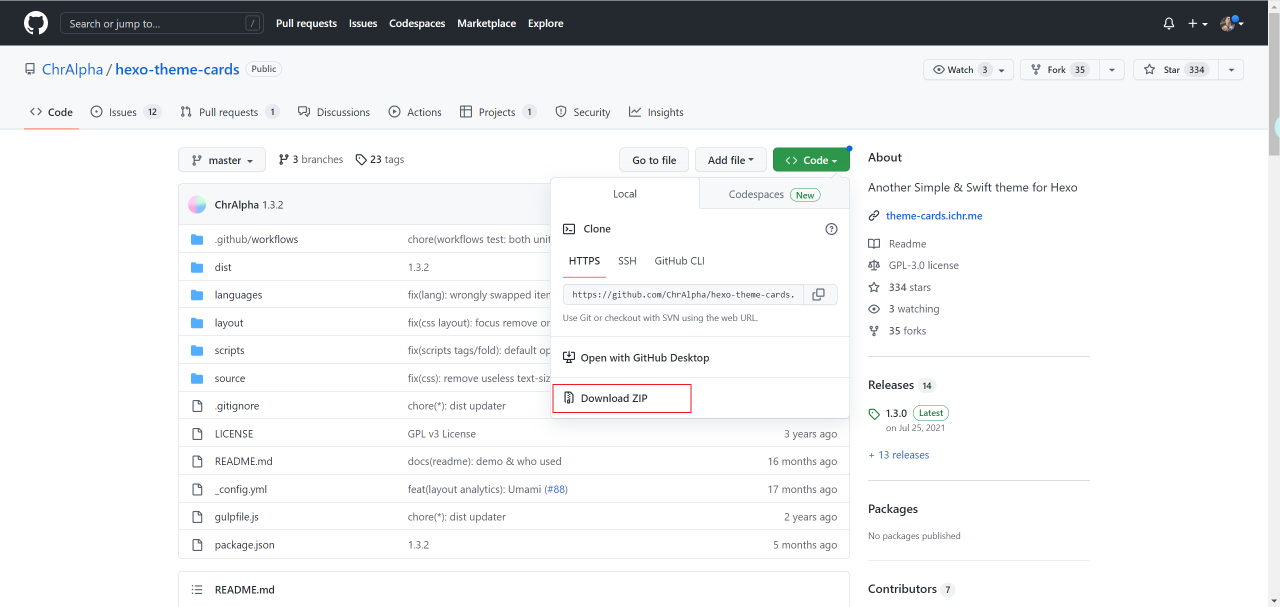 Search or jump to... / Pull requests Issues Codespaces Marketplace Explore
ChrAlpha / hexo-theme-cards Public Watch 3 Fork 35 Star 334
Code Issues 12 Pull requests 1 Discussions Actions Projects 1 Security Insights
master 3 branches 23 tags Go to file Add file Code
ChrAlpha 1.3.2
.github/workflows chore(workflows test: both unit
dist 1.3.2
languages fix(lang): wrongly swapped iten
layout fix(css layout): focus remove or
scripts fix(scripts tags/fold): default op
source fix(css): remove useless text-siz
.gitignore chore(*): dist updater
LICENSE GPL v3 License 3 years ago
README.md docs(readme): demo & who used 16 months ago
_config.yml feat(layout analytics): Umami (#88) 17 months ago
gulpfile.js chore(*): dist updater 2 years ago
package.json 1.3.2 5 months ago
README.md
Local Codespaces New
Clone
HTTPS SSH GitHub CLI
https://github.com/ChrAlpha/hexo-theme-cards.
Use Git or checkout with SVN using the web URL.
Open with GitHub Desktop
Download ZIP
About
Another Simple & Swift theme for Hexo
theme-cards.ichr.me
Readme
GPL-3.0 license
334 stars
3 watching
35 forks
Releases 14
1.3.0 Latest
on Jul 25, 2021
+ 13 releases
Packages
No packages published
Contributors 7